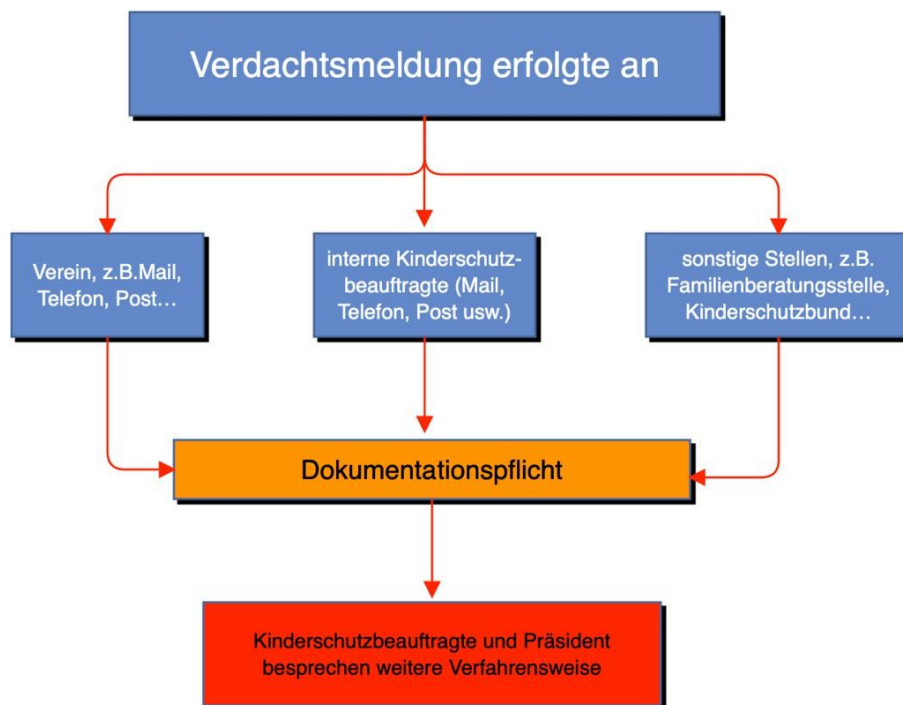 Verdachtsmeldung erfolgte an
Verein, z.B.Mail,
Telefon, Post…
interne Kinderschutz-
beauftragte (Mail,
Telefon, Post usw.)
sonstige Stellen, z.B.
Familienberatungsstelle,
Kinderschutzbund…
Dokumentationspflicht
Kinderschutzbeauftragte und Präsident
besprechen weitere Verfahrensweise